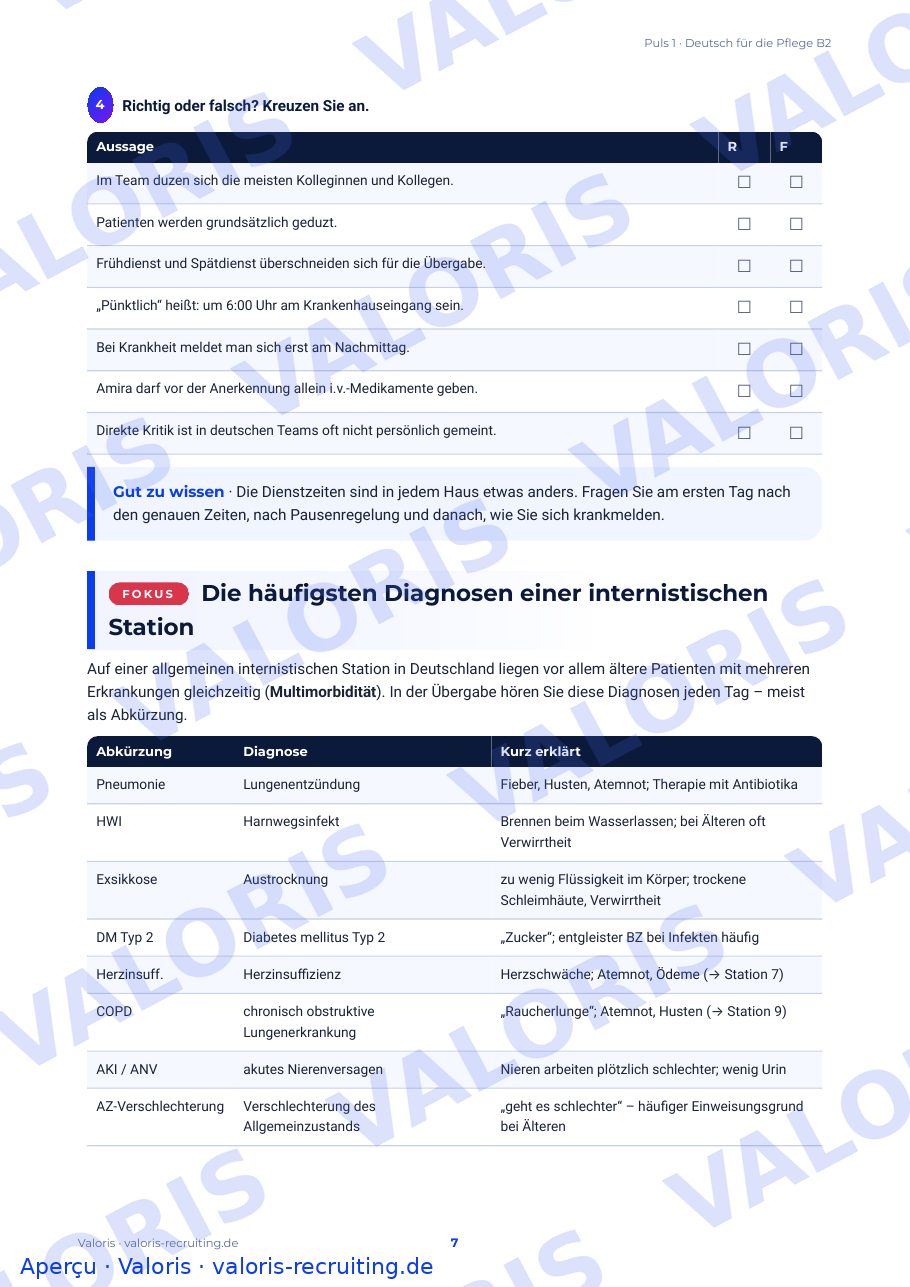 Puls 1 · Deutsch für die Pflege B2
4 Richtig oder falsch? Kreuzen Sie an.
Aussage R F
Im Team duzen sich die meisten Kolleginnen und Kollegen. ☐ ☐
Patienten werden grundsätzlich geduzt. ☐ ☐
Frühdienst und Spätdienst überschneiden sich für die Übergabe. ☐ ☐
„Pünktlich“ heißt: um 6:00 Uhr am Krankenhauseingang sein. ☐ ☐
Bei Krankheit meldet man sich erst am Nachmittag. ☐ ☐
Amira darf vor der Anerkennung allein i.v.-Medikamente geben. ☐ ☐
Direkte Kritik ist in deutschen Teams oft nicht persönlich gemeint. ☐ ☐
Gut zu wissen · Die Dienstzeiten sind in jedem Haus etwas anders. Fragen Sie am ersten Tag nach
den genauen Zeiten, nach Pausenregelung und danach, wie Sie sich krankmelden.
FOKUS Die häufigsten Diagnosen einer internistischen
Station
Auf einer allgemeinen internistischen Station in Deutschland liegen vor allem ältere Patienten mit mehreren
Erkrankungen gleichzeitig (Multimorbidität). In der Übergabe hören Sie diese Diagnosen jeden Tag – meist
als Abkürzung.
Abkürzung Diagnose Kurz erklärt
Pneumonie Lungenentzündung Fieber, Husten, Atemnot; Therapie mit Antibiotika
HWI Harnwegsinfekt Brennen beim Wasserlassen; bei Älteren oft
Verwirrtheit
Exsikkose Austrocknung zu wenig Flüssigkeit im Körper; trockene
Schleimhäute, Verwirrtheit
DM Typ 2 Diabetes mellitus Typ 2 „Zucker“; entgleister BZ bei Infekten häufig
Herzinsuff. Herzinsuffizienz Herzschwäche; Atemnot, Ödeme (→ Station 7)
COPD chronisch obstruktive „Raucherlunge“; Atemnot, Husten (→ Station 9)
Lungenerkrankung
AKI / ANV akutes Nierenversagen Nieren arbeiten plötzlich schlechter; wenig Urin
AZ-Verschlechterung Verschlechterung des „geht es schlechter“ – häufiger Einweisungsgrund
Allgemeinzustands bei Älteren
Valoris · valoris-recruiting.de 7
Aperçu · Valoris · valoris-recruiting.de
VALORIS